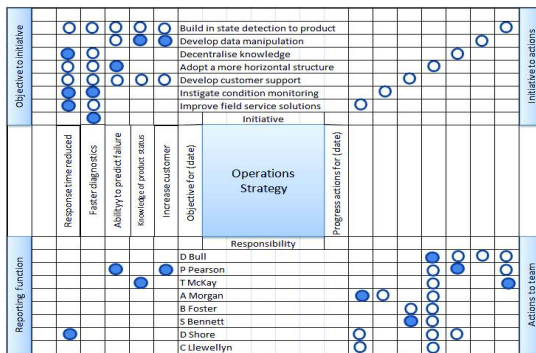 Objective to initiative
Build in state detection to product
Develop data manipulation
Decentralise knowledge
Adopt a more horizontal structure
Develop customer support
Instigate condition monitoring
Improve field service solutions
Initiative
Initiative to actions
Response time reduced
Faster diagnostics
Abilityy to predict failure
Knowledge of product status
Increase customer
Objective for (date)
Operations
Strategy
Progress actions for (date)
Responsibility
Reporting function
D Bull
P Pearson
T McKay
A Morgan
B Foster
S Bennett
D Shore
C Llewellyn
Actions to team